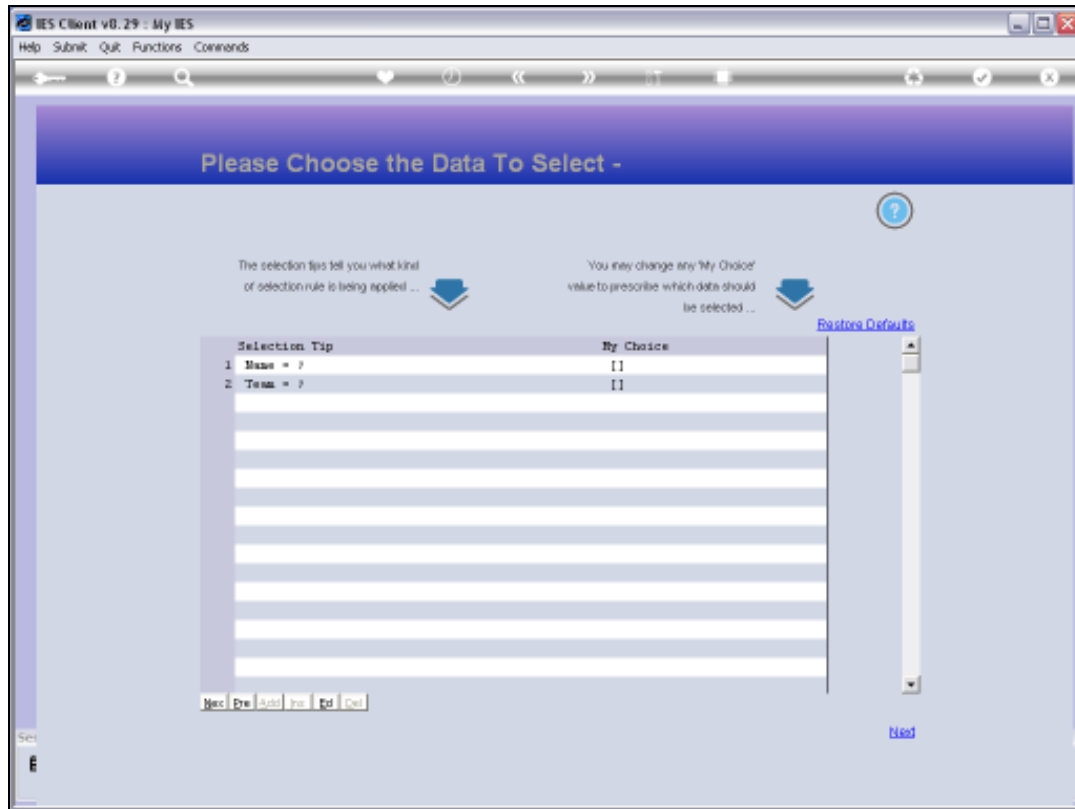 IES Client v8.29 : My IES
Help Submit Quit Functions Commands
Please Choose the Data To Select -
The selection tips tell you what kind
of selection rule is being applied ...
You may change any 'My Choice'
value to prescribe which data should
be selected ...
Restore Defaults
Selection Tip My Choice
1 Name = ? []
2 Team = ? []
Nex Pre Add Ins Ed Del
Next
Ses